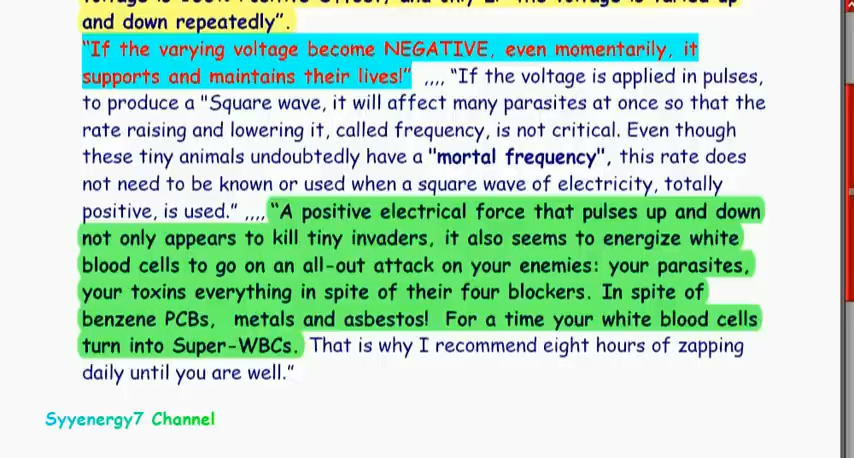 and down repeatedly".
"If the varying voltage become NEGATIVE, even momentarily, it
supports and maintains their lives!" ,,,, "If the voltage is applied in pulses,
to produce a "Square wave, it will affect many parasites at once so that the
rate raising and lowering it, called frequency, is not critical. Even though
these tiny animals undoubtedly have a "mortal frequency", this rate does
not need to be known or used when a square wave of electricity, totally
positive, is used." ,,,, "A positive electrical force that pulses up and down
not only appears to kill tiny invaders, it also seems to energize white
blood cells to go on an all-out attack on your enemies: your parasites,
your toxins everything in spite of their four blockers. In spite of
benzene PCBs, metals and asbestos! For a time your white blood cells
turn into Super-WBCs. That is why I recommend eight hours of zapping
daily until you are well."
Syyenergy7 Channel